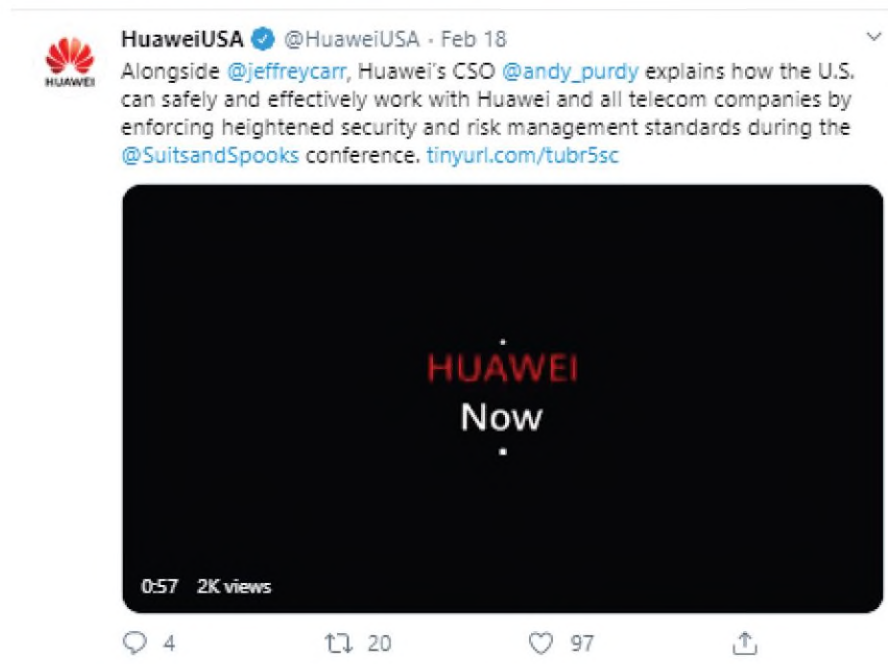 HuaweiUSA @HuaweiUSA · Feb 18
HUAWEI
Alongside @jeffreycarr, Huawei's CSO @andy_purdy explains how the U.S.
can safely and effectively work with Huawei and all telecom companies by
enforcing heightened security and risk management standards during the
@SuitsandSpooks conference. tinyurl.com/tubr5sc
HUAWEI
Now
0:57 2K views
4 20 97